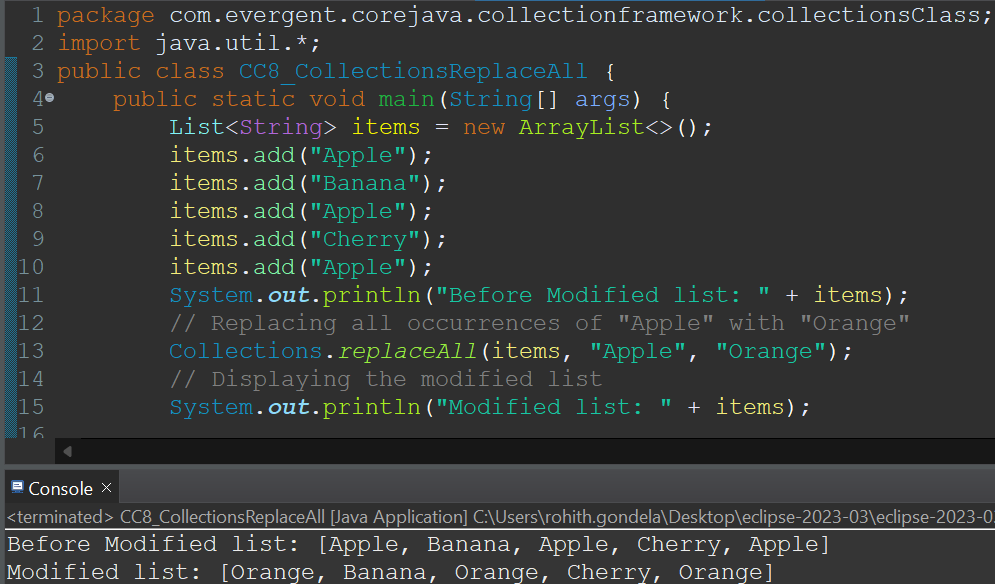 1 package com.evergent.corejava.collectionframework.collectionsClass;
2 import java.util.*;
3 public class CC8_CollectionsReplaceAll {
4 public static void main(String[] args) {
5 List<String> items = new ArrayList<>();
6 items.add("Apple");
7 items.add("Banana");
8 items.add("Apple");
9 items.add("Cherry");
10 items.add("Apple");
11 System.out.println("Before Modified list: " + items);
12 // Replacing all occurrences of "Apple" with "Orange"
13 Collections.replaceAll(items, "Apple", "Orange");
14 // Displaying the modified list
15 System.out.println("Modified list: " + items);
16
Console
<terminated> CC8_CollectionsReplaceAll [Java Application] C:\Users\rohith.gondela\Desktop\eclipse-2023-03\eclipse-2023-0
Before Modified list: [Apple, Banana, Apple, Cherry, Apple]
Modified list: [Orange, Banana, Orange, Cherry, Orange]